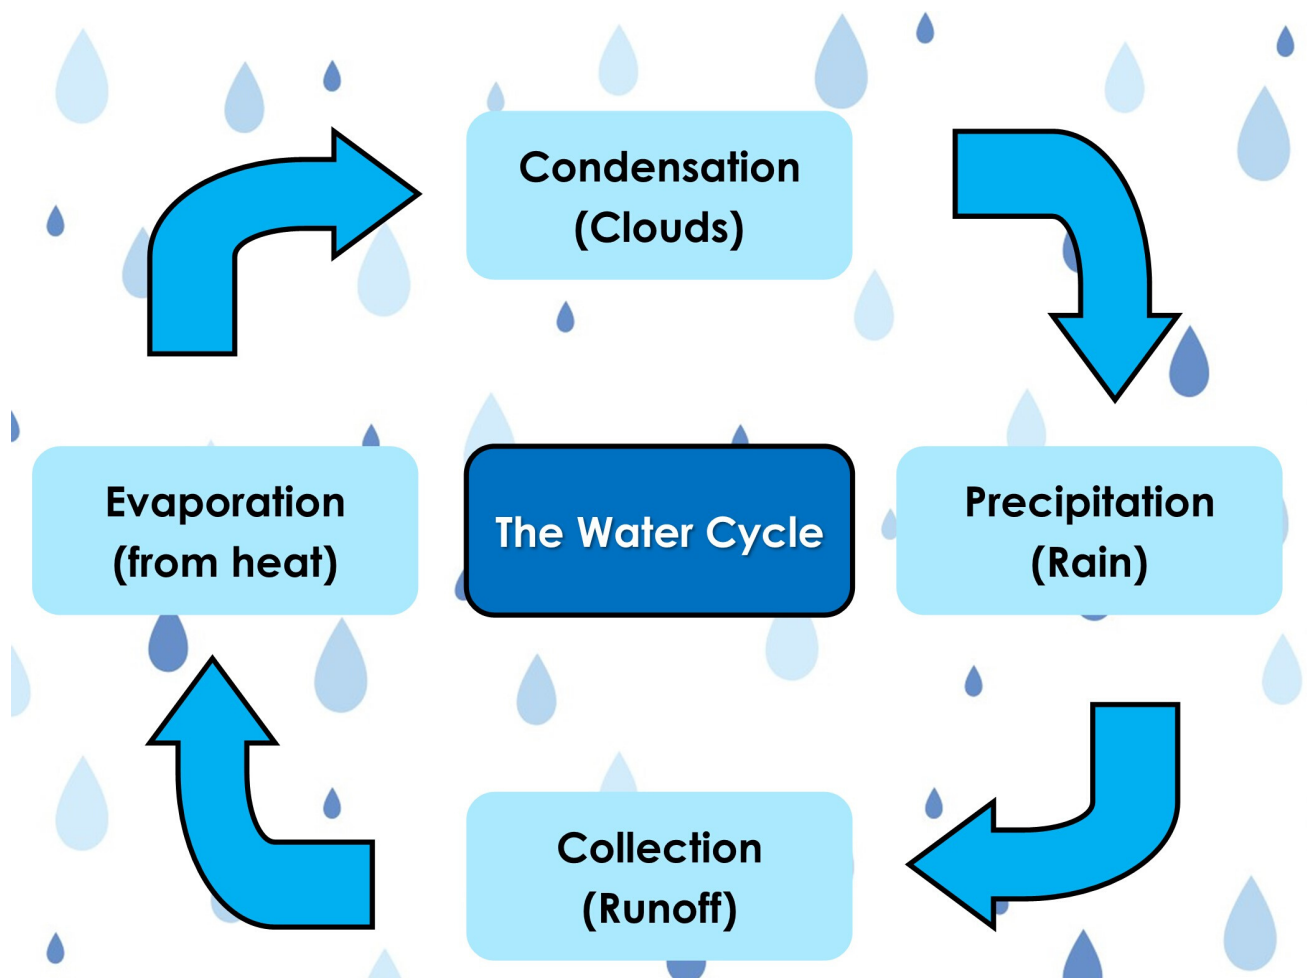 Condensation
(Clouds)
Evaporation
(from heat)
The Water Cycle
Precipitation
(Rain)
Collection
(Runoff)